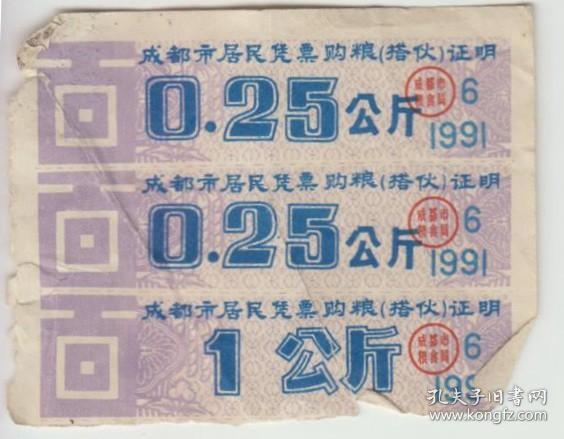 成都市居民凭票购粮(搭伙)证明
0.25公斤
成都市
粮食局
6
1991
成都市居民凭票购粮(搭伙)证明
0.25公斤
成都市
粮食局
6
1991
成都市居民凭票购粮(搭伙)证明
1公斤
成都市
粮食局
6
199
孔夫子旧书网
www.kongfz.com